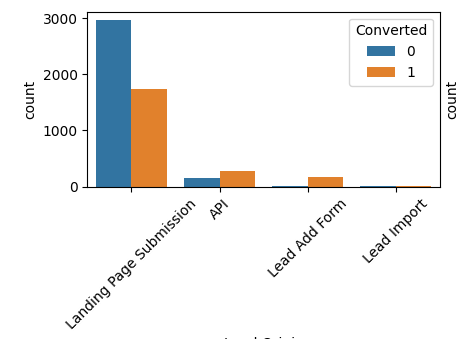 3000
2000
1000
0
count
Converted
0
1
count
Landing Page Submission
API
Lead Add Form
Lead Import